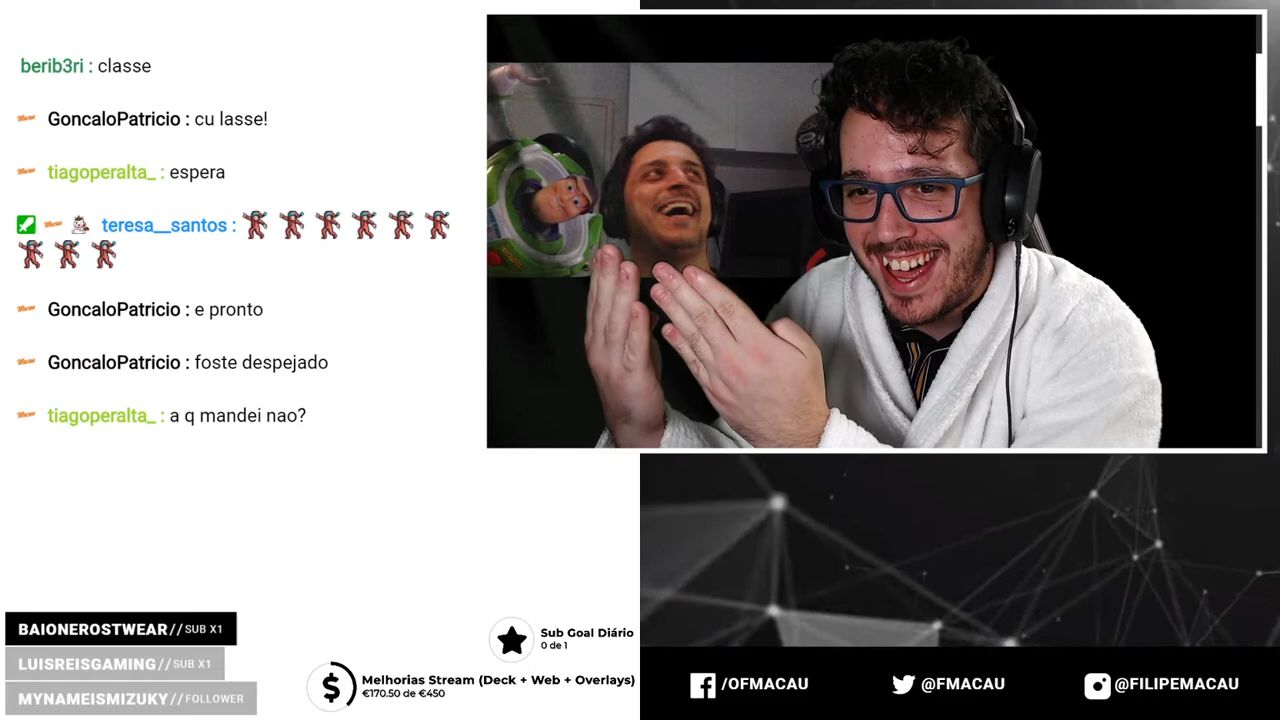 berib3ri : classe
GoncaloPatricio : cu lasse!
tiagoperalta_ : espera
teresa__santos :
GoncaloPatricio : e pronto
GoncaloPatricio : foste despejado
tiagoperalta_ : a q mandei nao?
BAIONEROSTWEAR// SUB X1
LUISREISGAMING// SUB X1
MYNAMEISMIZUKY// FOLLOWER
Sub Goal Diário
0 de 1
Melhorias Stream (Deck + Web + Overlays)
€170.50 de €450
/OFMACAU
@FMACAU
@FILIPEMACAU